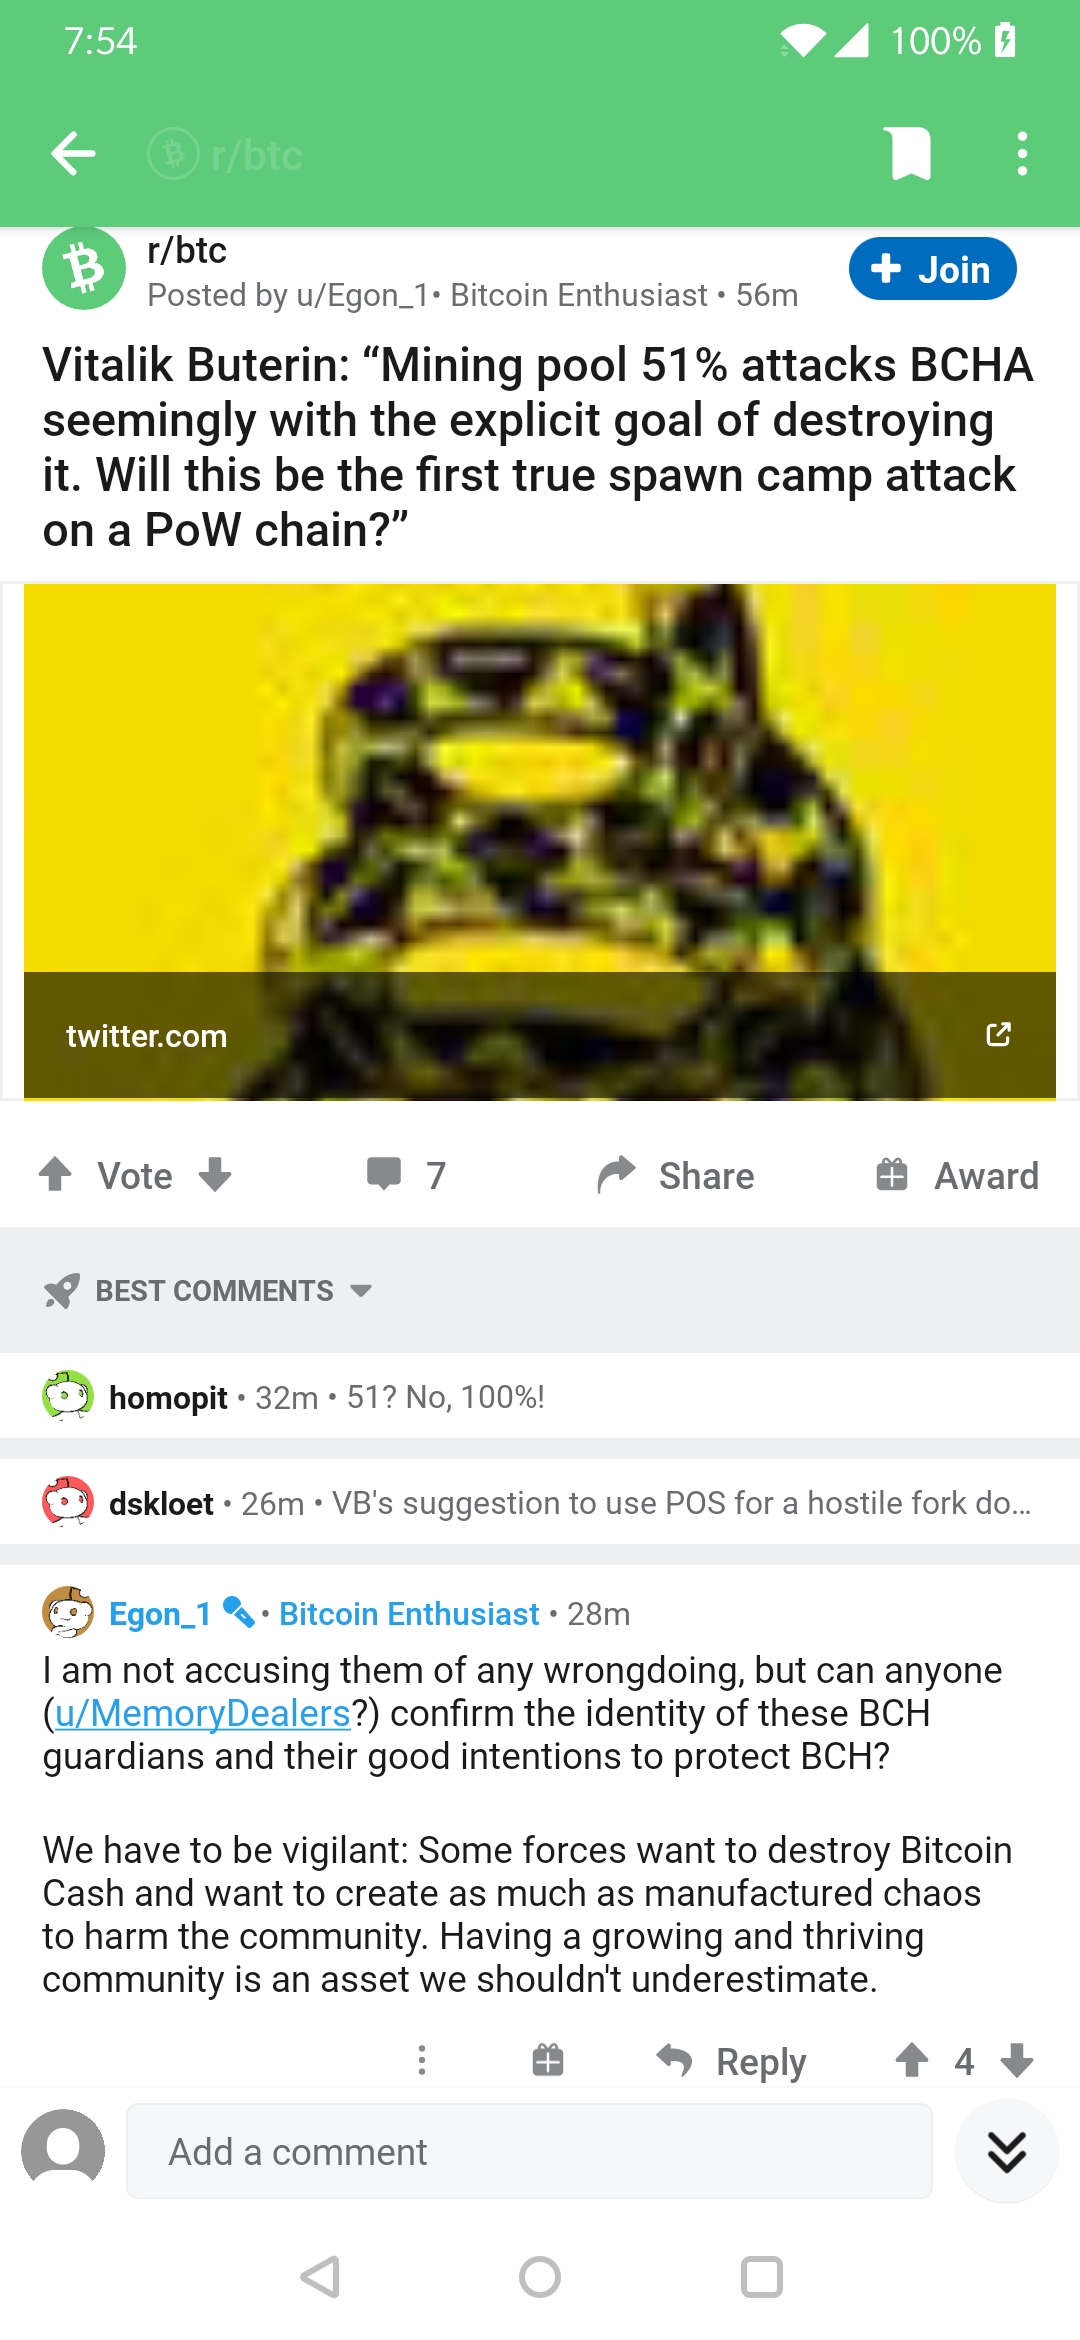 7:54
100%
r/btc
r/btc
Join
Posted by u/Egon_1• Bitcoin Enthusiast • 56m
Vitalik Buterin: “Mining pool 51% attacks BCHA
seemingly with the explicit goal of destroying
it. Will this be the first true spawn camp attack
on a PoW chain?”
twitter.com
Vote
7
Share
Award
BEST COMMENTS
homopit • 32m • 51? No, 100%!
dskloet • 26m • VB's suggestion to use POS for a hostile fork do...
Egon_1 • Bitcoin Enthusiast • 28m
I am not accusing them of any wrongdoing, but can anyone
(u/MemoryDealers?) confirm the identity of these BCH
guardians and their good intentions to protect BCH?
We have to be vigilant: Some forces want to destroy Bitcoin
Cash and want to create as much as manufactured chaos
to harm the community. Having a growing and thriving
community is an asset we shouldn't underestimate.
Reply
4
Add a comment